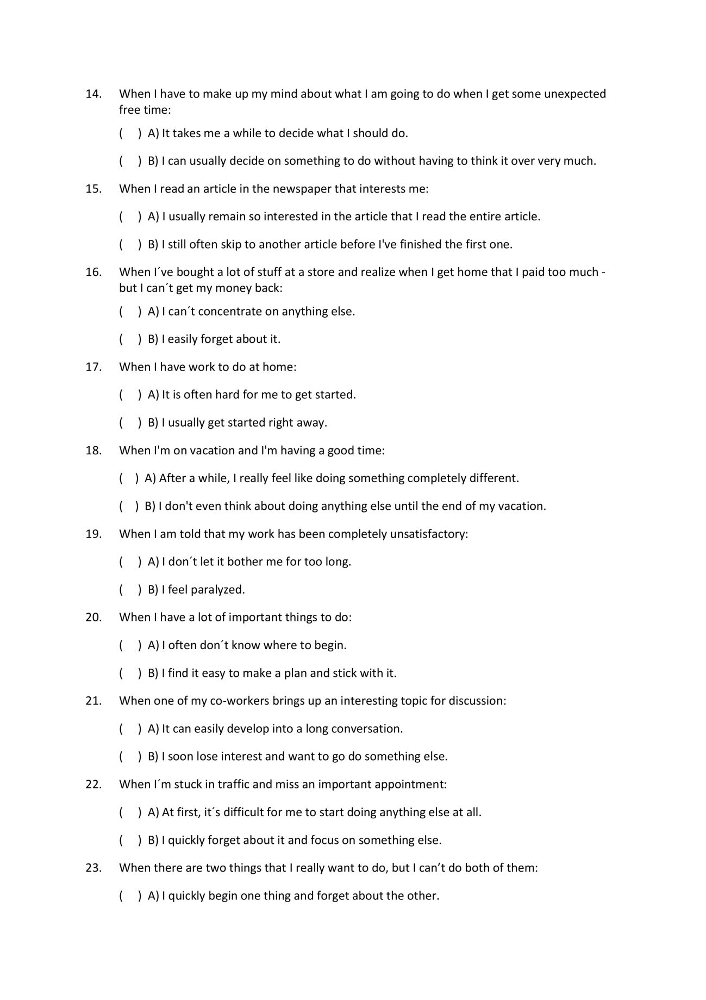 14. When I have to make up my mind about what I am going to do when I get some unexpected
free time:
( ) A) It takes me a while to decide what I should do.
( ) B) I can usually decide on something to do without having to think it over very much.
15. When I read an article in the newspaper that interests me:
( ) A) I usually remain so interested in the article that I read the entire article.
( ) B) I still often skip to another article before I've finished the first one.
16. When I´ve bought a lot of stuff at a store and realize when I get home that I paid too much -
but I can´t get my money back:
( ) A) I can´t concentrate on anything else.
( ) B) I easily forget about it.
17. When I have work to do at home:
( ) A) It is often hard for me to get started.
( ) B) I usually get started right away.
18. When I'm on vacation and I'm having a good time:
( ) A) After a while, I really feel like doing something completely different.
( ) B) I don't even think about doing anything else until the end of my vacation.
19. When I am told that my work has been completely unsatisfactory:
( ) A) I don´t let it bother me for too long.
( ) B) I feel paralyzed.
20. When I have a lot of important things to do:
( ) A) I often don´t know where to begin.
( ) B) I find it easy to make a plan and stick with it.
21. When one of my co-workers brings up an interesting topic for discussion:
( ) A) It can easily develop into a long conversation.
( ) B) I soon lose interest and want to go do something else.
22. When I´m stuck in traffic and miss an important appointment:
( ) A) At first, it´s difficult for me to start doing anything else at all.
( ) B) I quickly forget about it and focus on something else.
23. When there are two things that I really want to do, but I can’t do both of them:
( ) A) I quickly begin one thing and forget about the other.